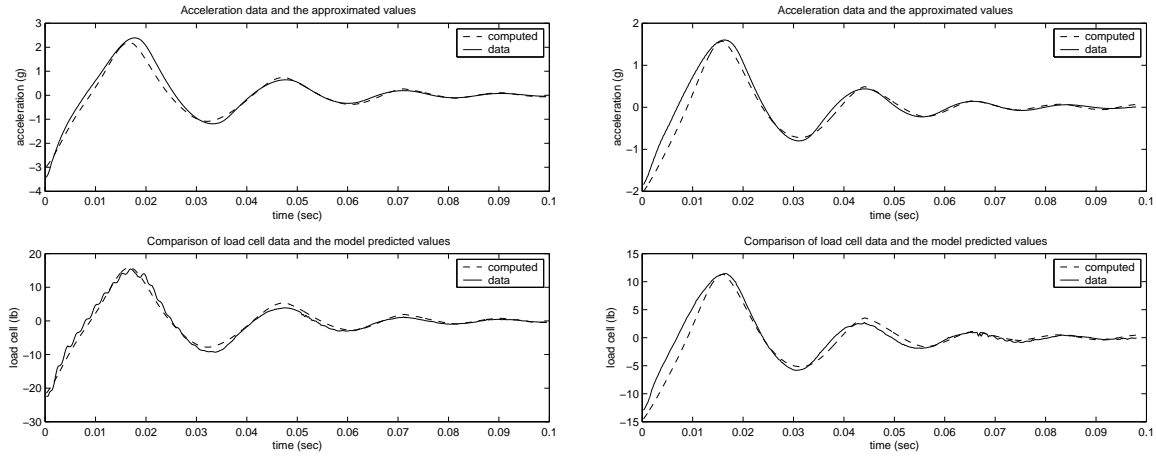 Acceleration data and the approximated values
3
2
1
0
−1
−2
−3
−4
acceleration (g)
0 0.01 0.02 0.03 0.04 0.05 0.06 0.07 0.08 0.09 0.1
time (sec)
computed
data
Acceleration data and the approximated values
2
1
0
−1
−2
acceleration (g)
0 0.01 0.02 0.03 0.04 0.05 0.06 0.07 0.08 0.09 0.1
time (sec)
computed
data
Comparison of load cell data and the model predicted values
20
10
0
−10
−20
−30
load cell (lb)
0 0.01 0.02 0.03 0.04 0.05 0.06 0.07 0.08 0.09 0.1
time (sec)
computed
data
Comparison of load cell data and the model predicted values
15
10
5
0
−5
−10
−15
load cell (lb)
0 0.01 0.02 0.03 0.04 0.05 0.06 0.07 0.08 0.09 0.1
time (sec)
computed
data